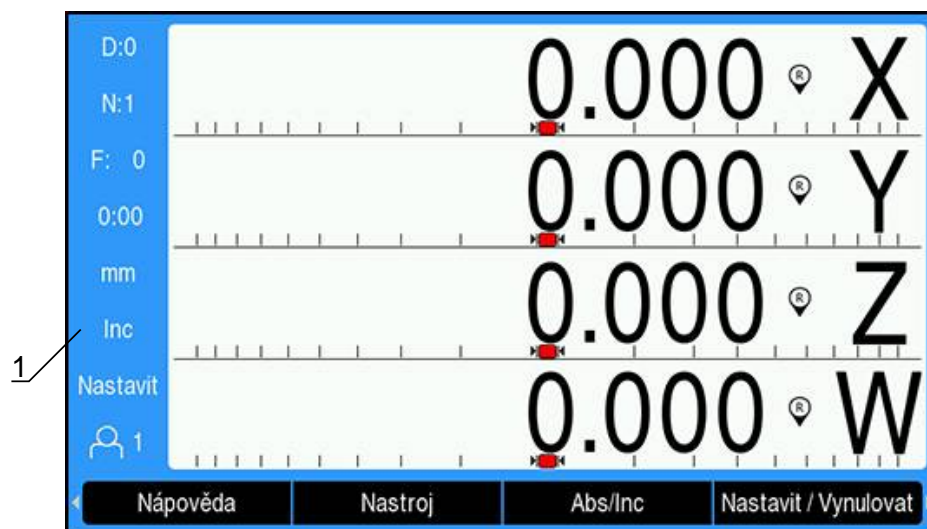 D:0
N:1
F: 0
0:00
mm
Inc
Nastavit
1
0.000 R X
0.000 R Y
0.000 R Z
0.000 R W
Nápověda Nastroj Abs/Inc Nastavit / Vynulovat
1